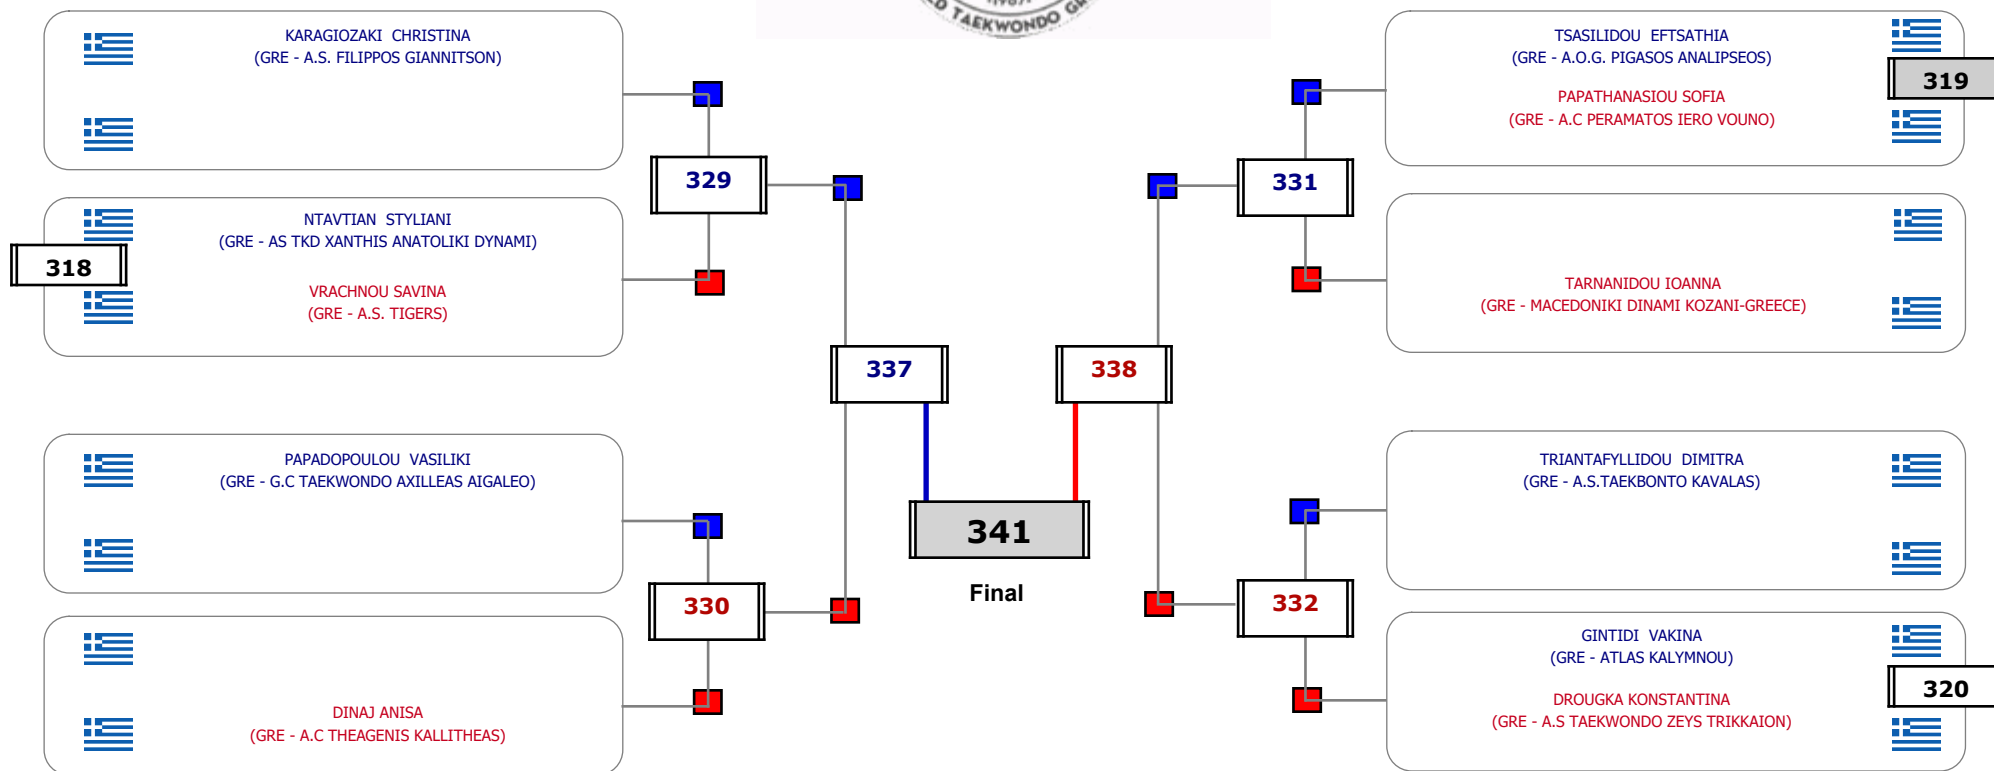 TAEKWONDO
KARAGIOZAKI CHRISTINA
(GRE - A.S. FILIPPOS GIANNITSON)
NTAVTIAN STYLIANI
(GRE - AS TKD XANTHIS ANATOLIKI DYNAMI)
318
VRACHNOU SAVINA
(GRE - A.S. TIGERS)
329
PAPADOPOULOU VASILIKI
(GRE - G.C TAEKWONDO AXILLEAS AIGALEO)
330
DINAJ ANISA
(GRE - A.C THEAGENIS KALLITHEAS)
337
338
341
Final
TSASILIDOU EFTSATHIA
(GRE - A.O.G. PIGASOS ANALIPSEOS)
319
PAPATHANASIOU SOFIA
(GRE - A.C PERAMATOS IERO VOUNO)
331
TARNANIDOU IOANNA
(GRE - MACEDONIKI DINAMI KOZANI-GREECE)
TRIANTAFYLLIDOU DIMITRA
(GRE - A.S.TAEKBONTO KAVALAS)
332
GINTIDI VAKINA
(GRE - ATLAS KALYMNOU)
320
DROUGKA KONSTANTINA
(GRE - A.S TAEKWONDO ZEYS TRIKKAION)